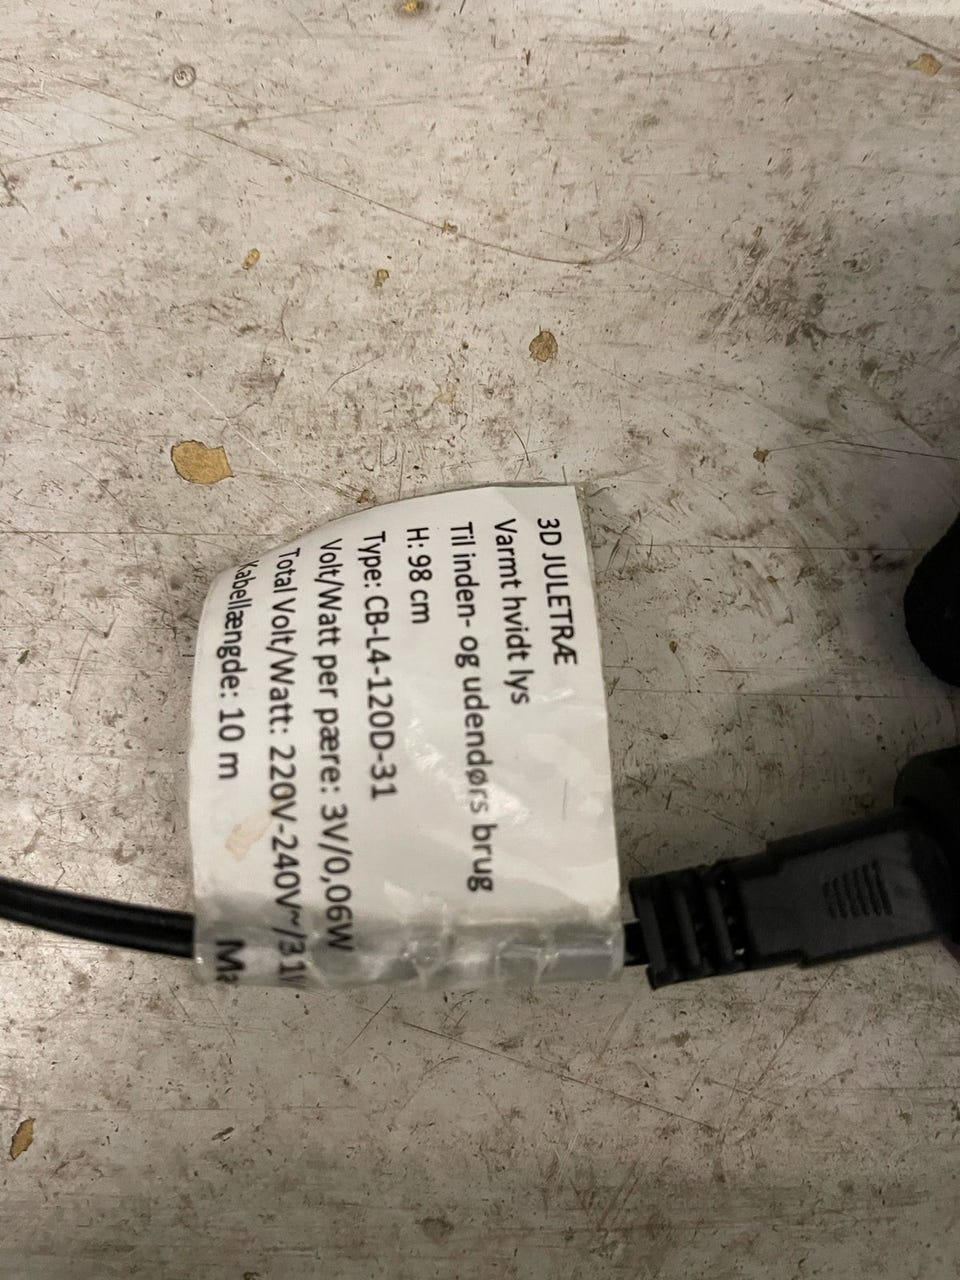 3D JULETRÆ
Varmt hvidt lys
Til inden- og udendørs brug
H: 98 cm
Type: CB-L4-120D-31
Volt/Watt per pære: 3V/0,06W
Total Volt/Watt: 220V-240V~/31
Kabellængde: 10 m